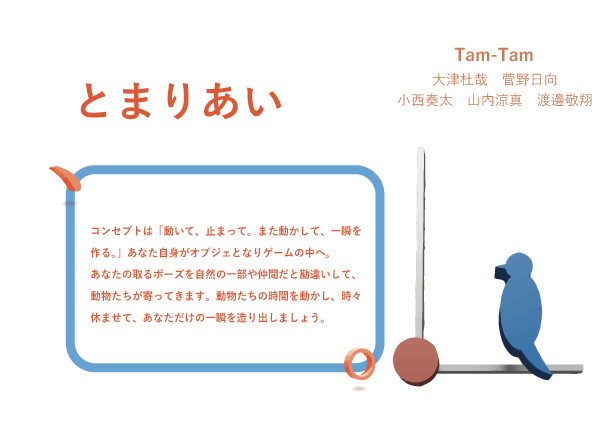 Tam-Tam
大津杜哉　菅野日向
小西奏太　山内涼真　渡邊敬翔
とまりあい
コンセプトは「動いて、止まって。また動かして、一瞬を
作る。」あなた自身がオブジェとなりゲームの中へ。
あなたの取るポーズを自然の一部や仲間だと勘違いして、
動物たちが寄ってきます。動物たちの時間を動かし、時々
休ませて、あなただけの一瞬を造り出しましょう。